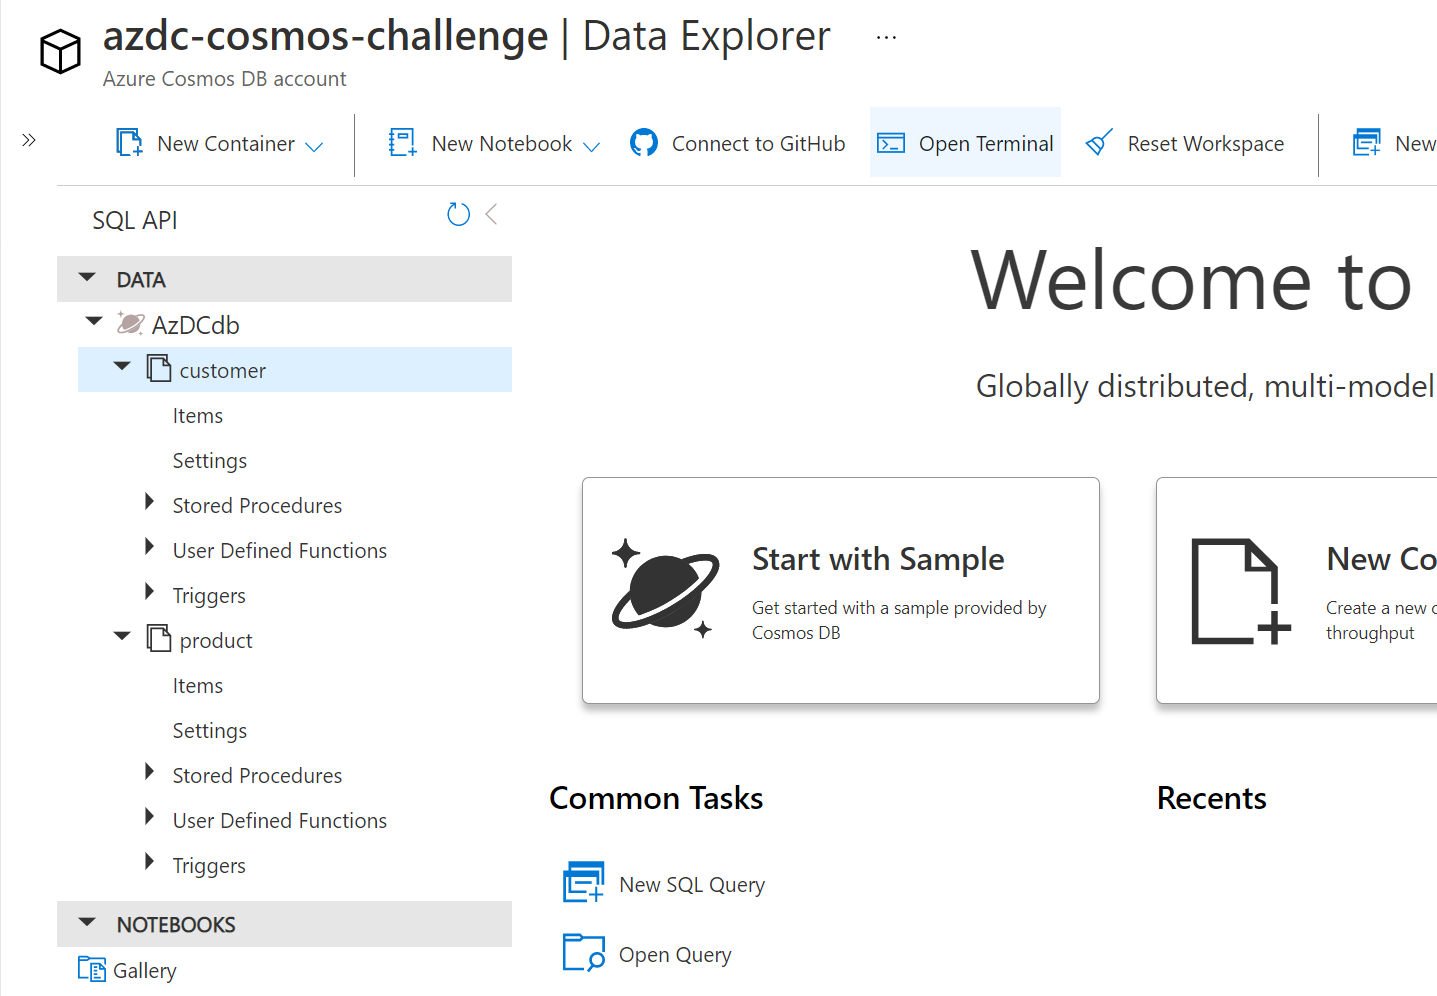 azdc-cosmos-challenge | Data Explorer ...
Azure Cosmos DB account
New Container
New Notebook
Connect to GitHub
Open Terminal
Reset Workspace
New
SQL API
DATA
AzDCdb
customer
Items
Settings
Stored Procedures
User Defined Functions
Triggers
product
Items
Settings
Stored Procedures
User Defined Functions
Triggers
NOTEBOOKS
Gallery
Welcome to
Globally distributed, multi-model
Start with Sample
Get started with a sample provided by
Cosmos DB
New Co
Create a new c
throughput
Common Tasks
New SQL Query
Open Query
Recents